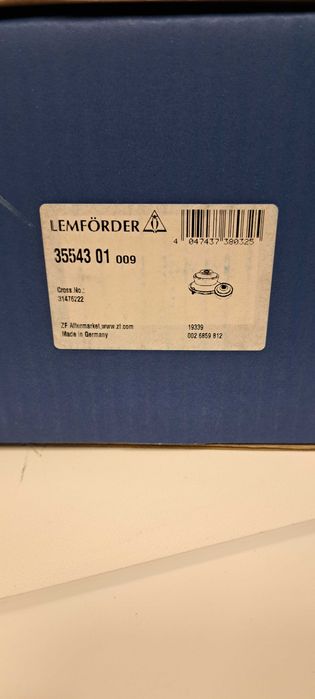 LEMFÖRDER
4 047437 380325
35543 01 009
Cross No.:
31476222
ZF Aftermarket, www.zf.com
Made in Germany
19339
002 6859 812